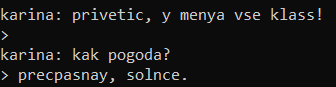 karina: privetic, y menya vse klass!
>
karina: kak pogoda?
> precpasnay, solnce.